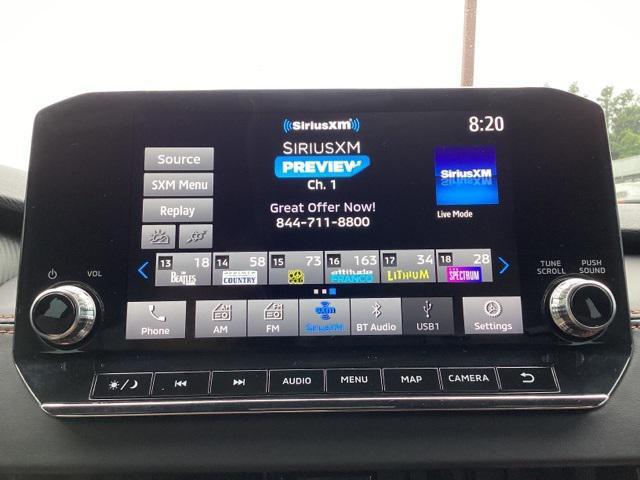 SiriusXM
8:20
SIRIUSXM
PREVIEW
Ch. 1
Great Offer Now!
844-711-8800
Source
SXM Menu
Replay
SiriusXM
Live Mode
13 18 14 58 15 73 16 163 17 34 18 28
THE BEATLES COUNTRY attitude FRANCO LITHIUM SPECTRUM
VOL
TUNE SCROLL
PUSH SOUND
Phone AM FM SXM SiriusXM BT Audio USB1 Settings
AUDIO MENU MAP CAMERA